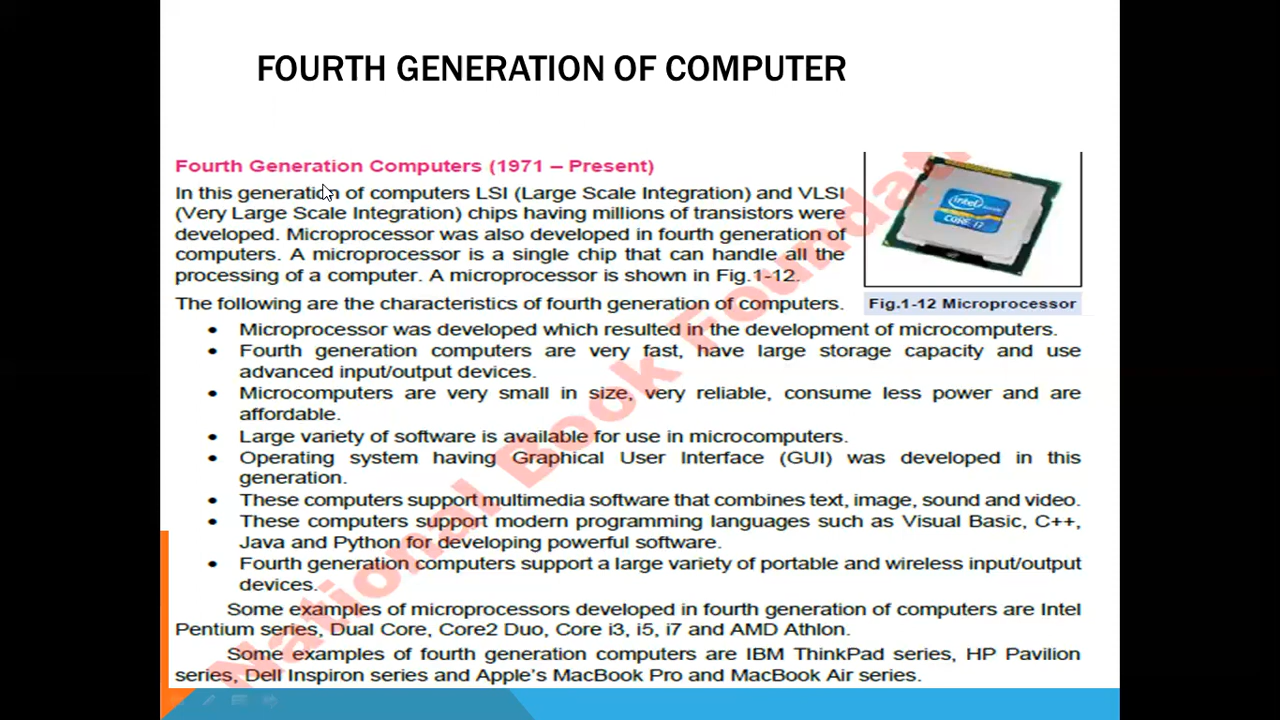 FOURTH GENERATION OF COMPUTER
Fourth Generation Computers (1971 – Present)
In this generation of computers LSI (Large Scale Integration) and VLSI
(Very Large Scale Integration) chips having millions of transistors were
developed. Microprocessor was also developed in fourth generation of
computers. A microprocessor is a single chip that can handle all the
processing of a computer. A microprocessor is shown in Fig.1-12.
intel
CORE i7
Fig.1-12 Microprocessor
The following are the characteristics of fourth generation of computers.
• Microprocessor was developed which resulted in the development of microcomputers.
• Fourth generation computers are very fast, have large storage capacity and use
advanced input/output devices.
• Microcomputers are very small in size, very reliable, consume less power and are
affordable.
• Large variety of software is available for use in microcomputers.
• Operating system having Graphical User Interface (GUI) was developed in this
generation.
• These computers support multimedia software that combines text, image, sound and video.
• These computers support modern programming languages such as Visual Basic, C++,
Java and Python for developing powerful software.
• Fourth generation computers support a large variety of portable and wireless input/output
devices.
Some examples of microprocessors developed in fourth generation of computers are Intel
Pentium series, Dual Core, Core2 Duo, Core i3, i5, i7 and AMD Athlon.
Some examples of fourth generation computers are IBM ThinkPad series, HP Pavilion
series, Dell Inspiron series and Apple's MacBook Pro and MacBook Air series.
National Book Foundati